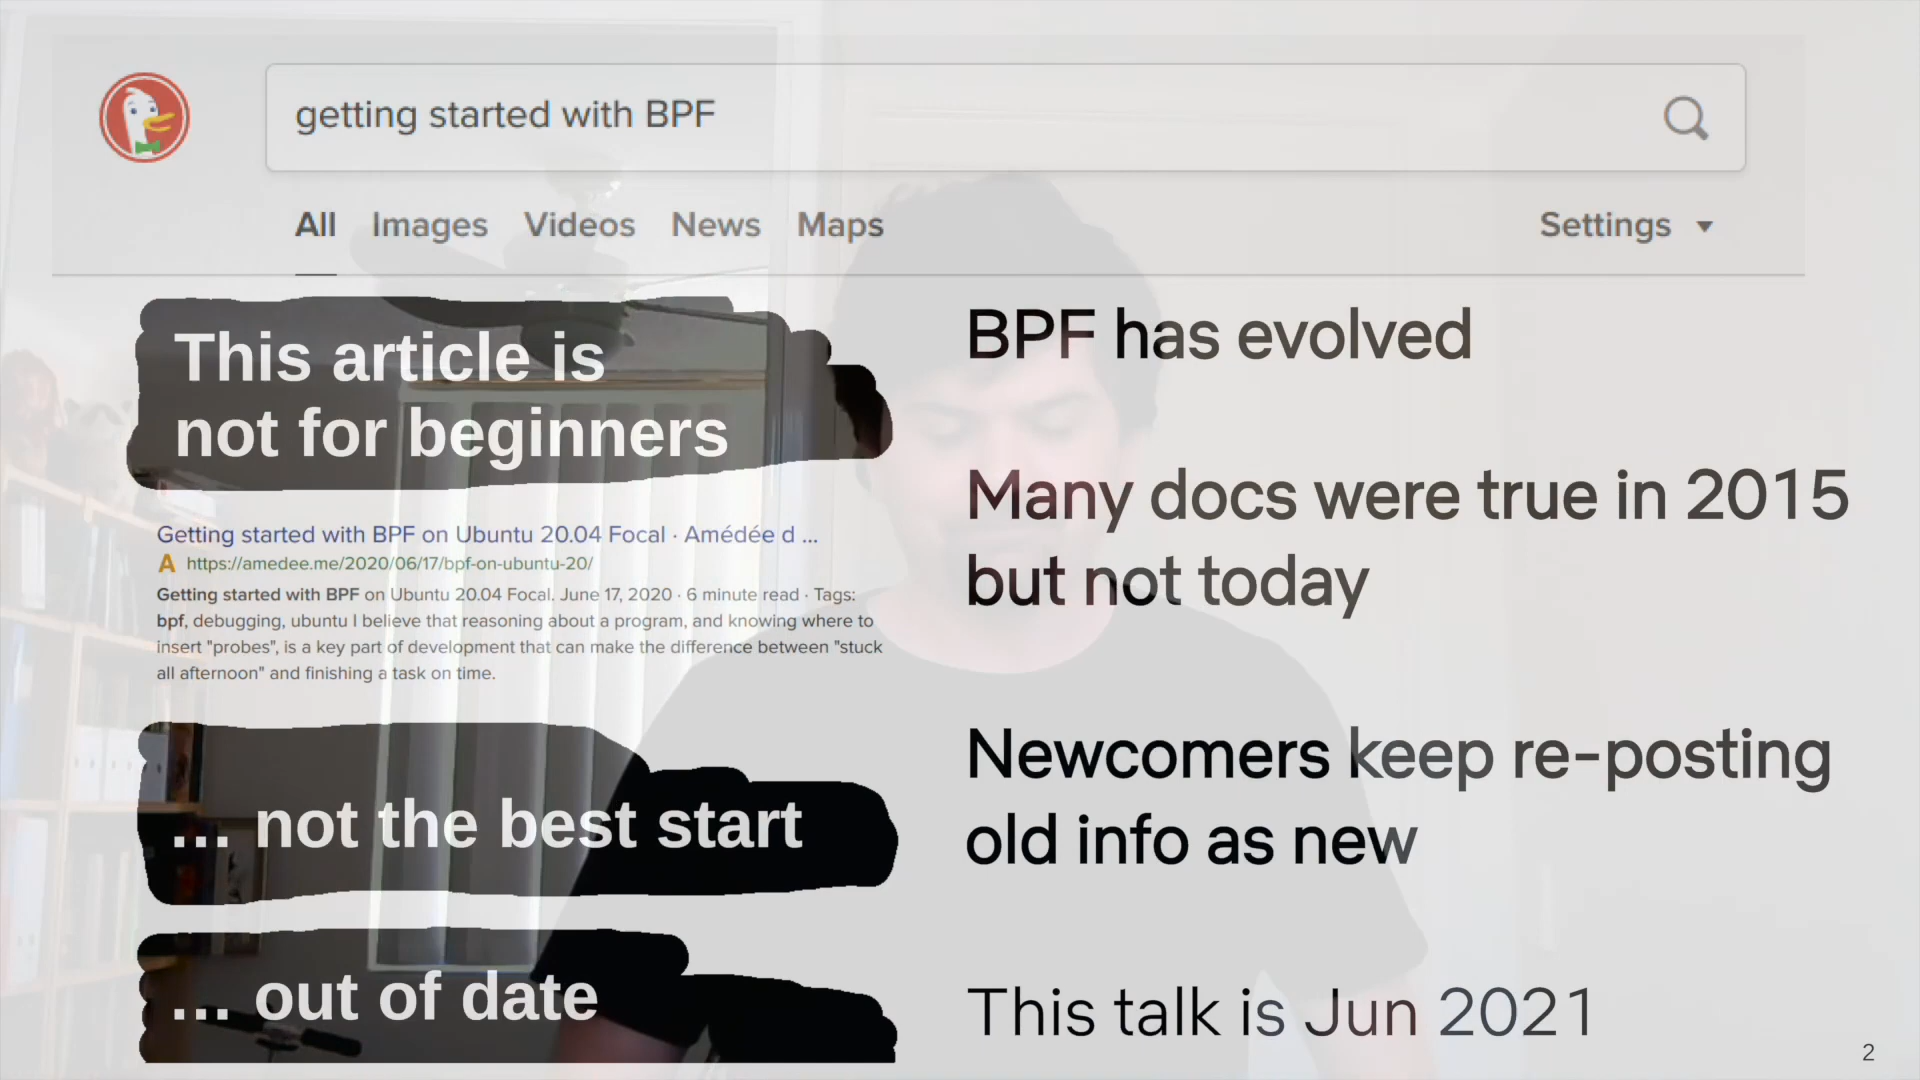 getting started with BPF
All Images Videos News Maps Settings
This article is
not for beginners
Getting started with BPF on Ubuntu 20.04 Focal · Amédée d ...
A https://amedee.me/2020/06/17/bpf-on-ubuntu-20/
Getting started with BPF on Ubuntu 20.04 Focal. June 17, 2020 · 6 minute read · Tags:
bpf, debugging, ubuntu I believe that reasoning about a program, and knowing where to
insert "probes", is a key part of development that can make the difference between "stuck
all afternoon" and finishing a task on time.
... not the best start
... out of date
BPF has evolved
Many docs were true in 2015
but not today
Newcomers keep re-posting
old info as new
This talk is Jun 2021
2